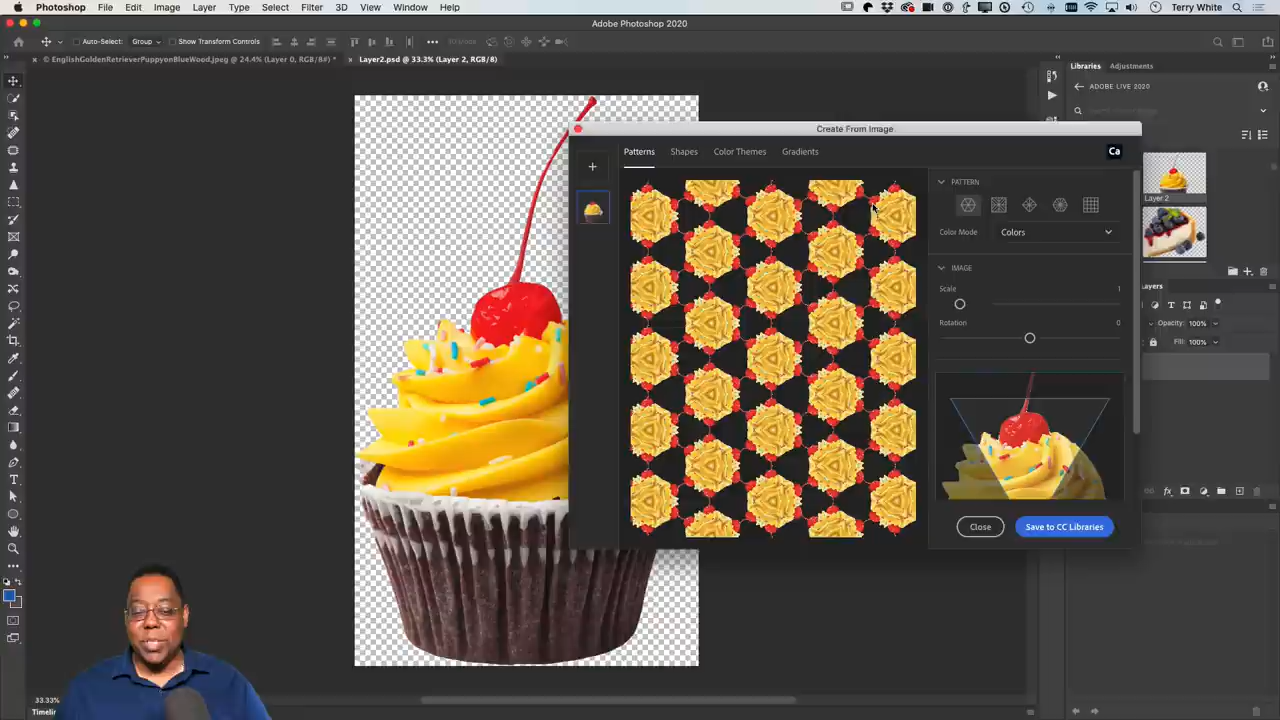 Photoshop File Edit Image Layer Type Select Filter 3D View Window Help Terry White
Adobe Photoshop 2020
Auto-Select: Group Show Transform Controls
© EnglishGoldenRetrieverPuppyonBlueWood.jpeg @ 24.4% (Layer 0, RGB/8#) * Layer2.psd @ 33.3% (Layer 2, RGB/8)
Libraries Adjustments
ADOBE LIVE 2020
Create From Image
Patterns Shapes Color Themes Gradients Ca
PATTERN
Layer 2
Color Mode Colors
IMAGE
Scale 1
Layers
Rotation 0
Opacity: 100%
Fill: 100%
Close Save to CC Libraries
33.33%
Timeline